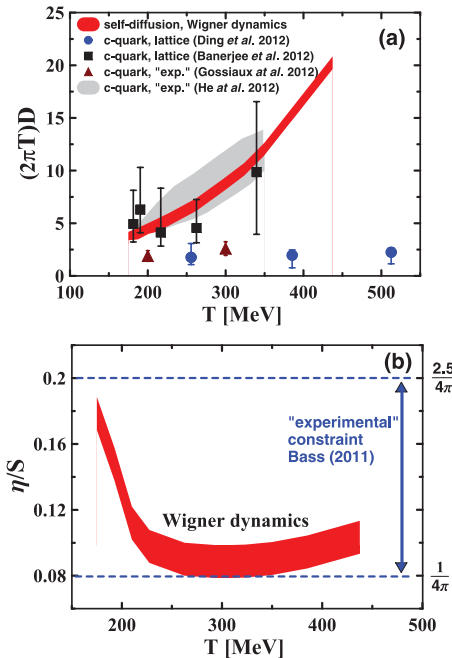 self-diffusion, Wigner dynamics
(a)
c-quark, lattice (Ding et al. 2012)
c-quark, lattice (Banerjee et al. 2012)
c-quark, "exp." (Gossiaux at al. 2012)
c-quark, "exp." (He at al. 2012)
25
20
15
10
5
0
(2πT)D
100 200 300 400 500
T [MeV]
(b)
2.5
4π
0.2
0.16
0.12
0.08
η/S
"experimental"
constraint
Bass (2011)
Wigner dynamics
1
4π
200 300 400 500
T [MeV]